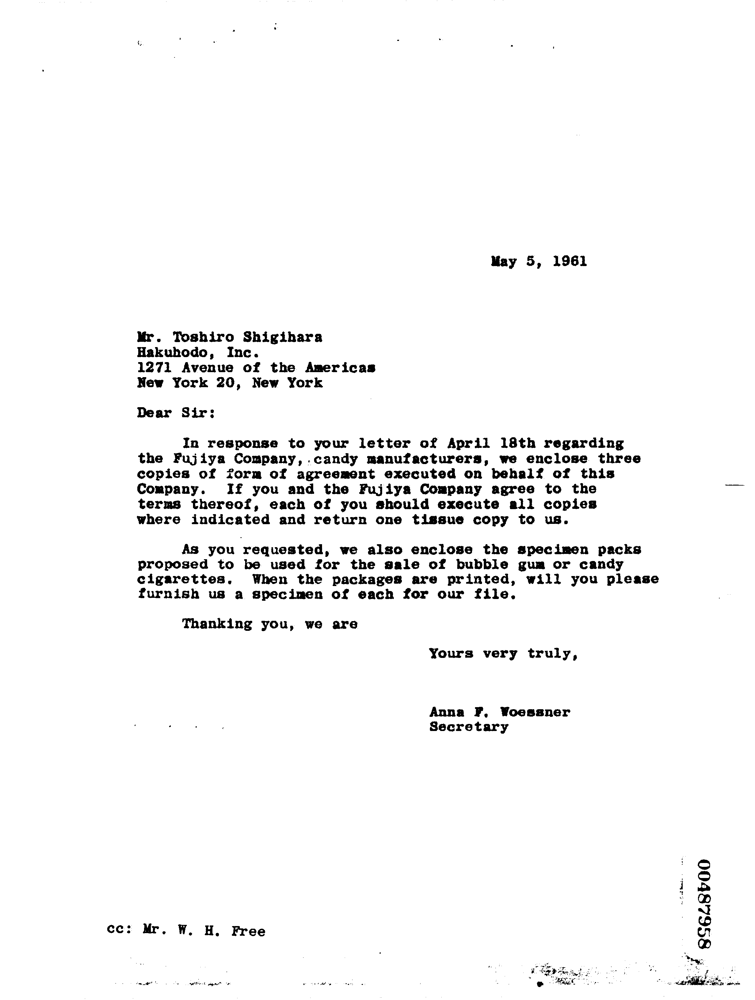 May 5, 1961
Mr. Toshiro Shigihara
Hakuhodo, Inc.
1271 Avenue of the Americas
New York 20, New York
Dear Sir:
In response to your letter of April 18th regarding
the Fujiya Company, candy manufacturers, we enclose three
copies of form of agreement executed on behalf of this
Company. If you and the Fujiya Company agree to the
terms thereof, each of you should execute all copies
where indicated and return one tissue copy to us.
As you requested, we also enclose the specimen packs
proposed to be used for the sale of bubble gum or candy
cigarettes. When the packages are printed, will you please
furnish us a specimen of each for our file.
Thanking you, we are
Yours very truly,
Anna F. Woessner
Secretary
cc: Mr. W. H. Free
00487958